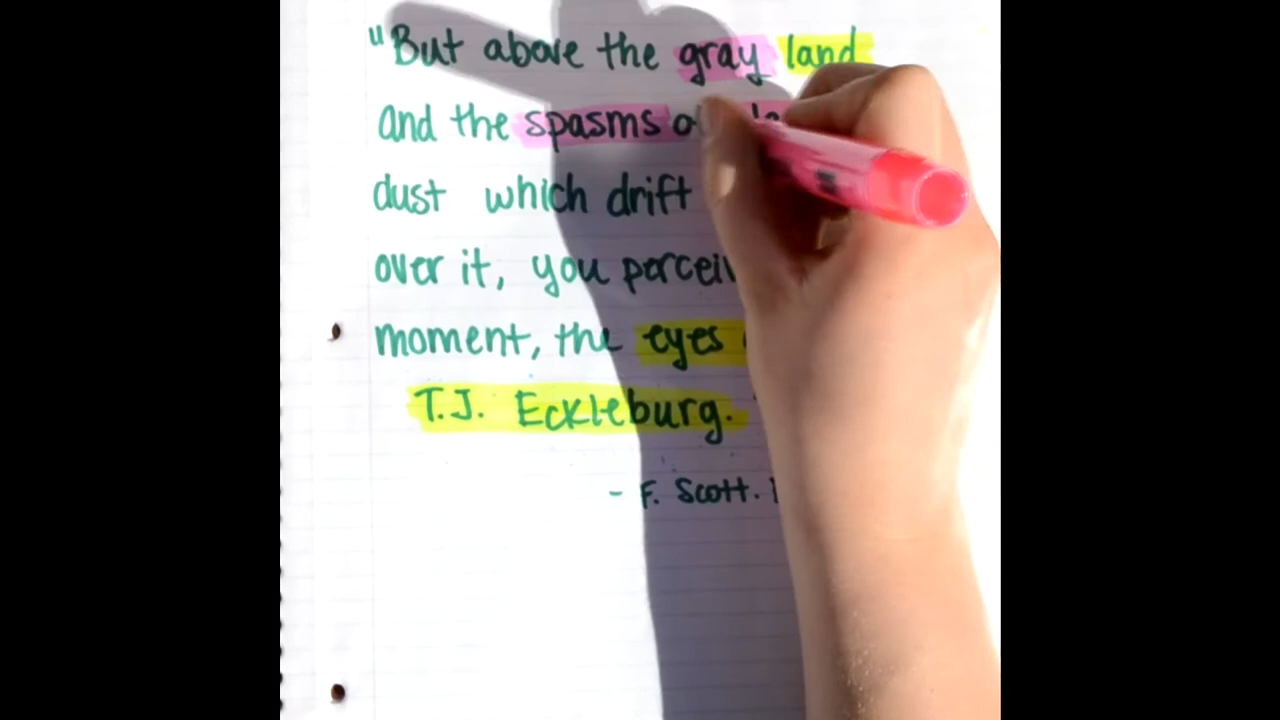 "But above the gray land
and the spasms
dust which drift
over it, you
moment, the eyes
T.J. Eckleburg.
- F. Scott.